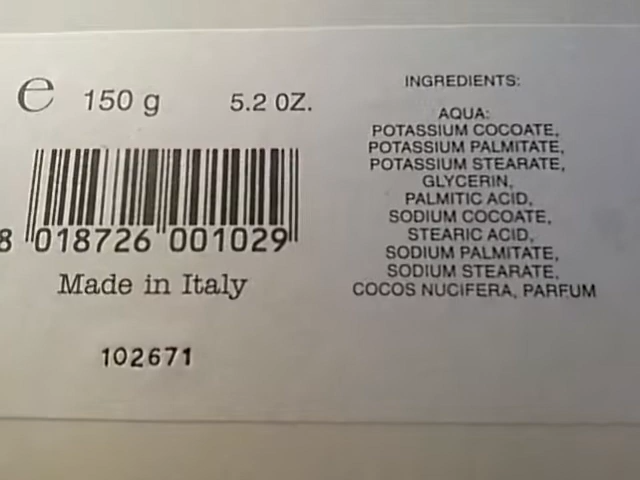 e 150 g 5.2 OZ.
8 018726 001029
Made in Italy
102671
INGREDIENTS:
AQUA:
POTASSIUM COCOATE,
POTASSIUM PALMITATE,
POTASSIUM STEARATE,
GLYCERIN,
PALMITIC ACID,
SODIUM COCOATE,
STEARIC ACID,
SODIUM PALMITATE,
SODIUM STEARATE,
COCOS NUCIFERA, PARFUM